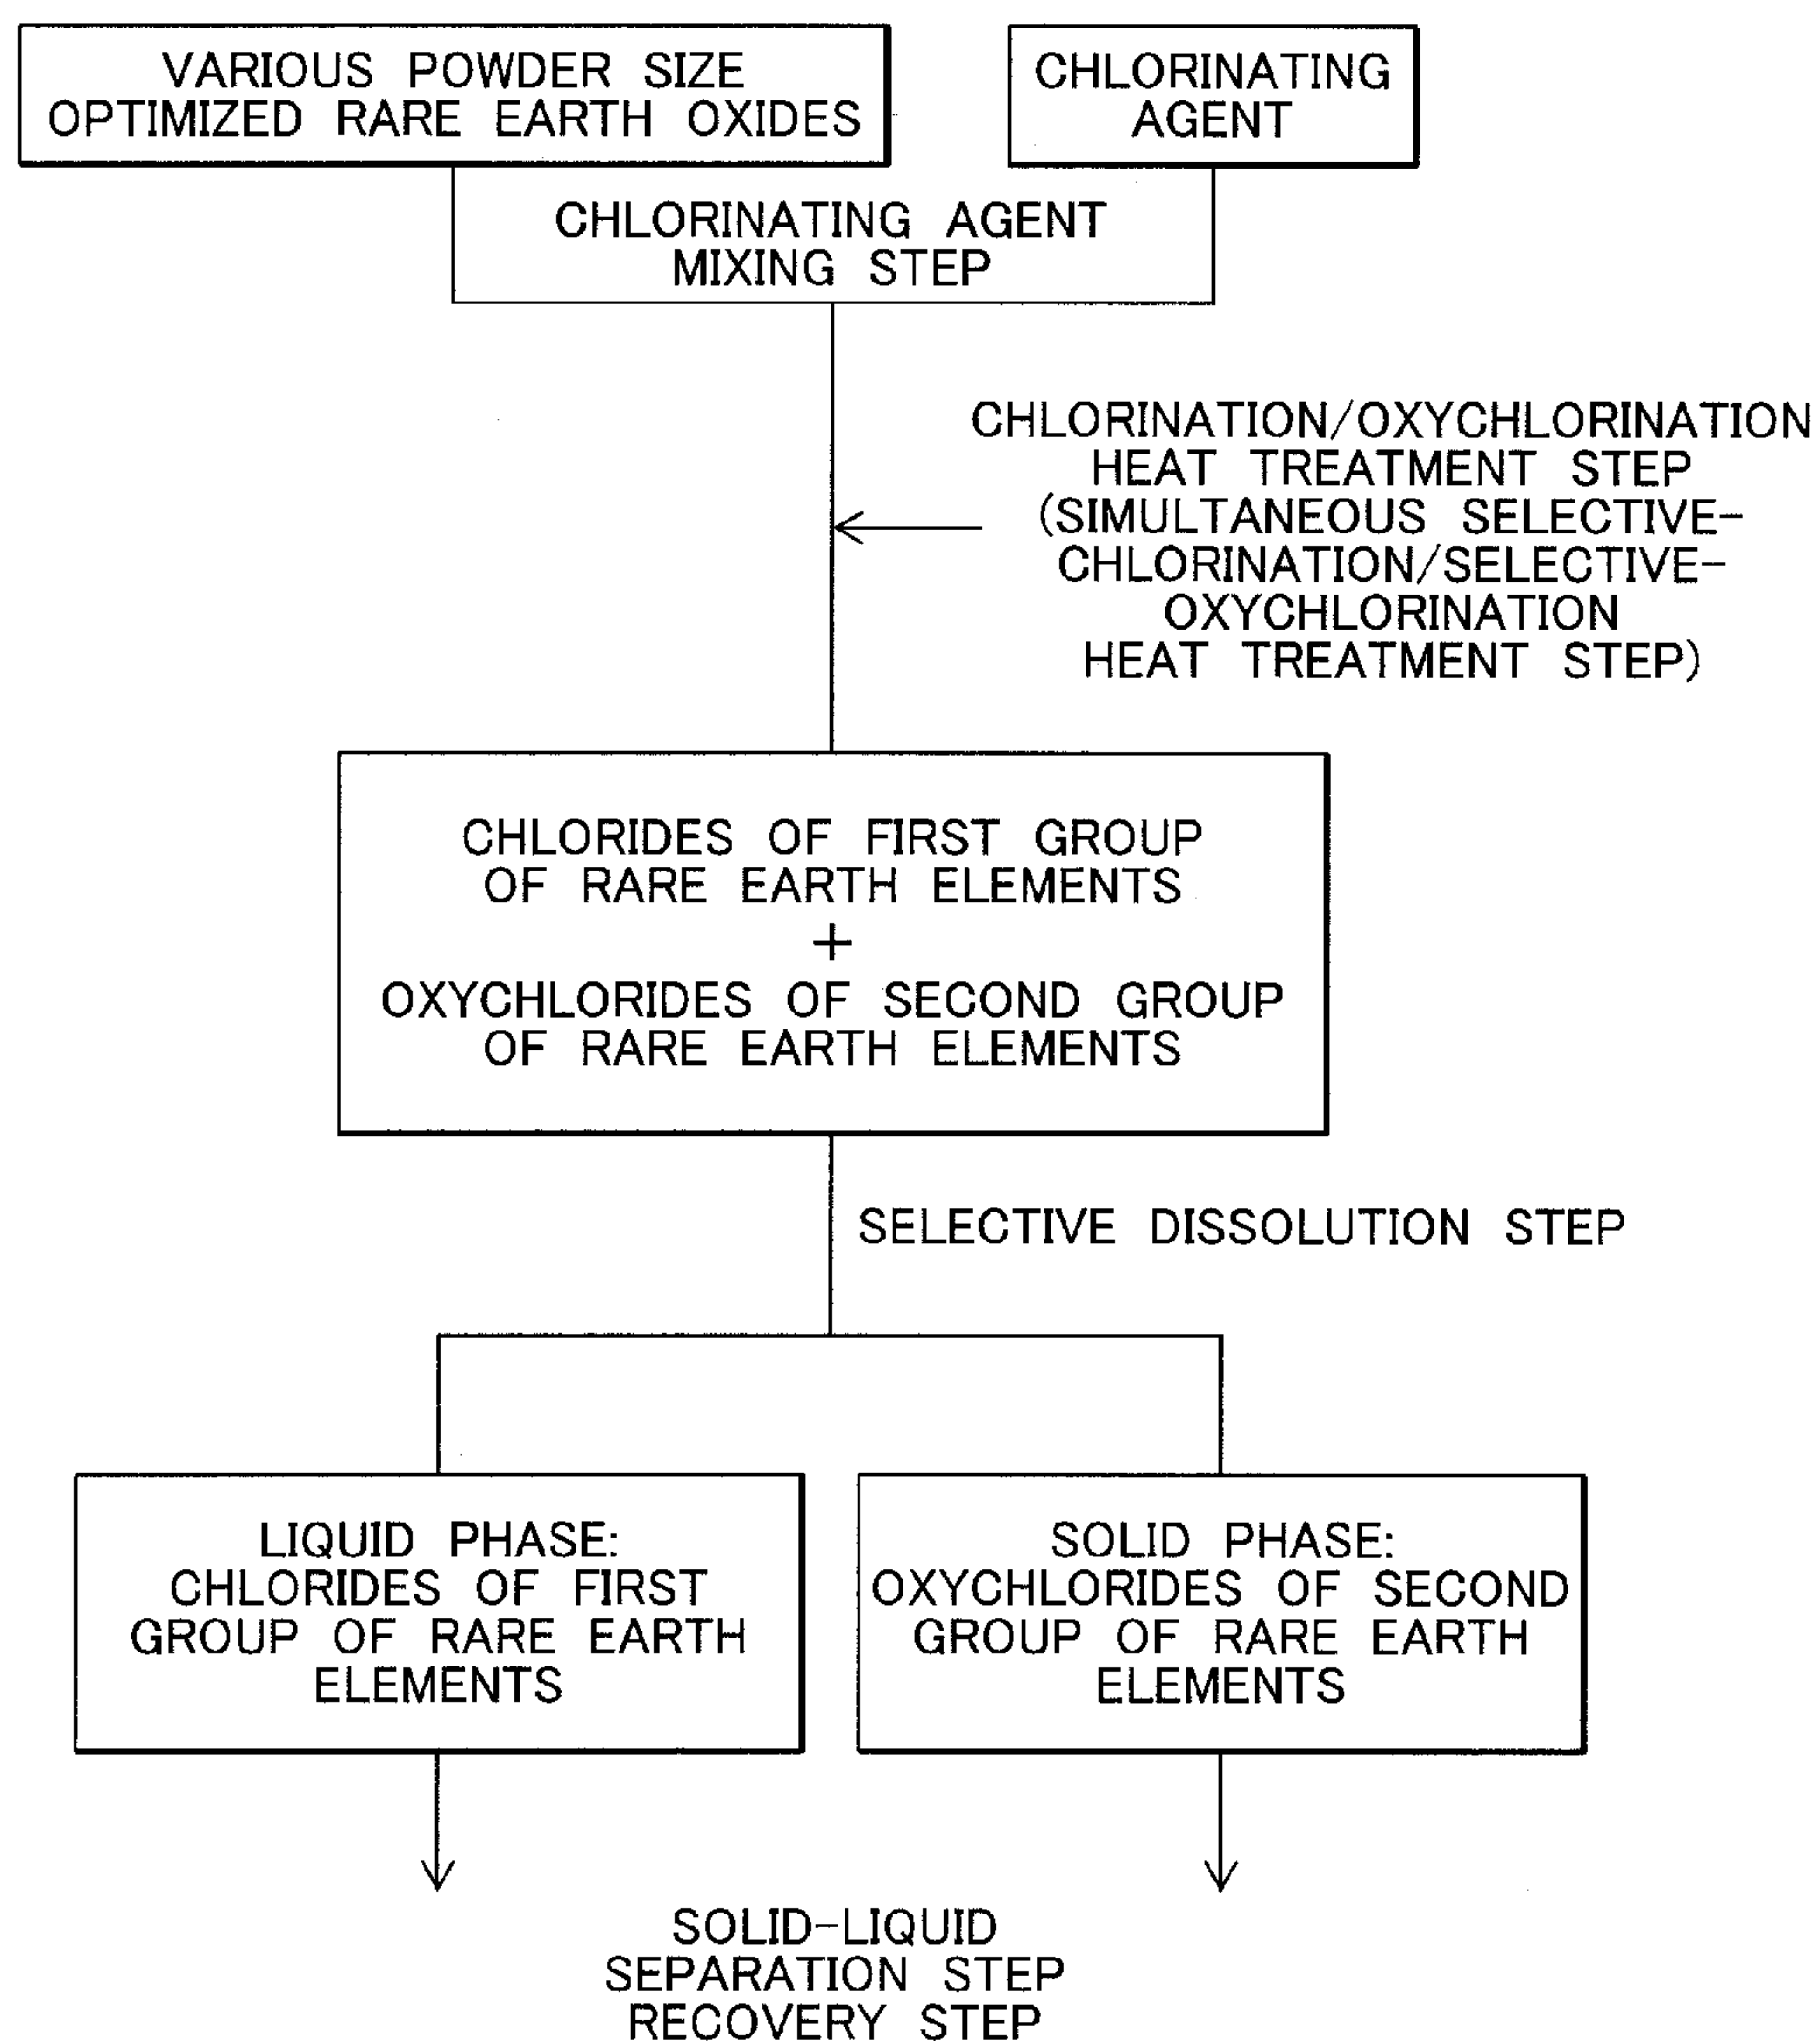 VARIOUS POWDER SIZE
OPTIMIZED RARE EARTH OXIDES
CHLORINATING
AGENT
CHLORINATING AGENT
MIXING STEP
CHLORINATION/OXYCHLORINATION
HEAT TREATMENT STEP
(SIMULTANEOUS SELECTIVE-
CHLORINATION/SELECTIVE-
OXYCHLORINATION
HEAT TREATMENT STEP)
CHLORIDES OF FIRST GROUP
OF RARE EARTH ELEMENTS
+
OXYCHLORIDES OF SECOND GROUP
OF RARE EARTH ELEMENTS
SELECTIVE DISSOLUTION STEP
LIQUID PHASE:
CHLORIDES OF FIRST
GROUP OF RARE EARTH
ELEMENTS
SOLID PHASE:
OXYCHLORIDES OF SECOND
GROUP OF RARE EARTH
ELEMENTS
SOLID-LIQUID
SEPARATION STEP
RECOVERY STEP